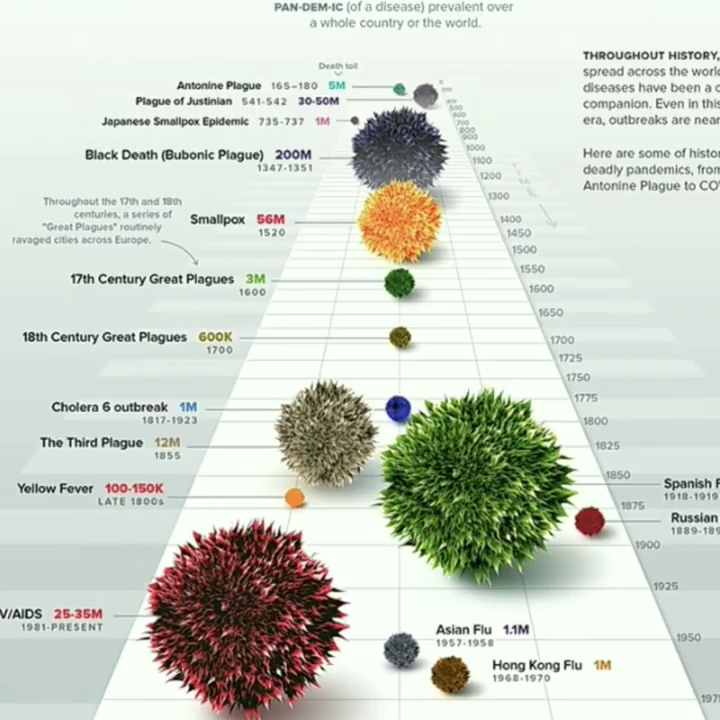 PAN-DEM-IC (of a disease) prevalent over
a whole country or the world.
THROUGHOUT HISTORY,
spread across the world
diseases have been a c
companion. Even in this
era, outbreaks are near
Here are some of histor
deadly pandemics, from
Antonine Plague to CO
Death toll
Antonine Plague 165–180 5M
Plague of Justinian 541-542 30-50M
Japanese Smallpox Epidemic 735-737 1M
Black Death (Bubonic Plague) 200M
1347-1351
Throughout the 17th and 18th
centuries, a series of
"Great Plagues" routinely
ravaged cities across Europe.
Smallpox 56M
1520
17th Century Great Plagues 3M
1600
18th Century Great Plagues 600K
1700
Cholera 6 outbreak 1M
1817-1923
The Third Plague 12M
1855
Yellow Fever 100-150K
LATE 1800s
Spanish F
1918-1919
Russian
1889-189
V/AIDS 25-35M
1981-PRESENT
Asian Flu 1.1M
1957-1958
Hong Kong Flu 1M
1968-1970
800
900
1000
1100
1200
1300
1400
1450
1500
1550
1600
1650
1700
1725
1750
1775
1800
1825
1850
1875
1900
1925
1950
197